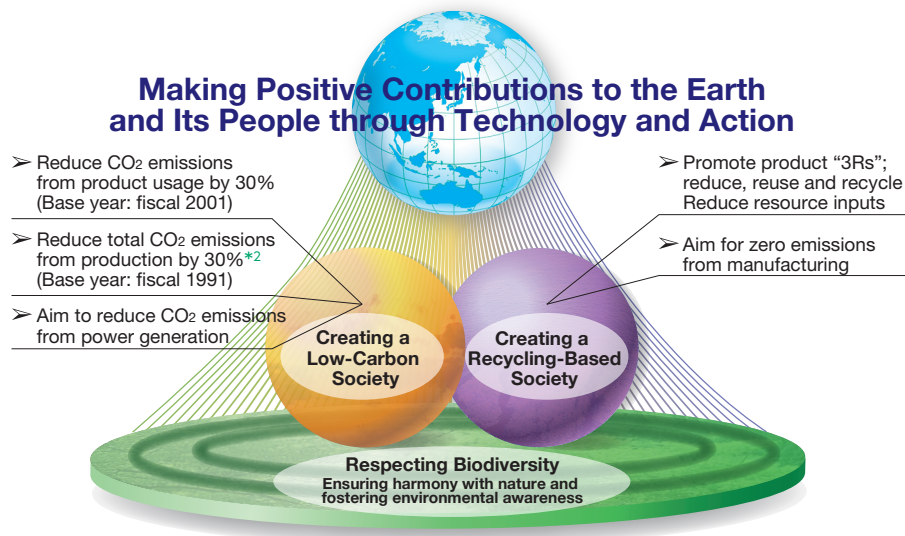 Making Positive Contributions to the Earth
and Its People through Technology and Action
➢ Reduce CO2 emissions
from product usage by 30%
(Base year: fiscal 2001)
➢ Reduce total CO2 emissions
from production by 30%*2
(Base year: fiscal 1991)
➢ Aim to reduce CO2 emissions
from power generation
➢ Promote product “3Rs”;
reduce, reuse and recycle
Reduce resource inputs
➢ Aim for zero emissions
from manufacturing
Creating a
Low-Carbon
Society
Creating a
Recycling-Based
Society
Respecting Biodiversity
Ensuring harmony with nature and
fostering environmental awareness